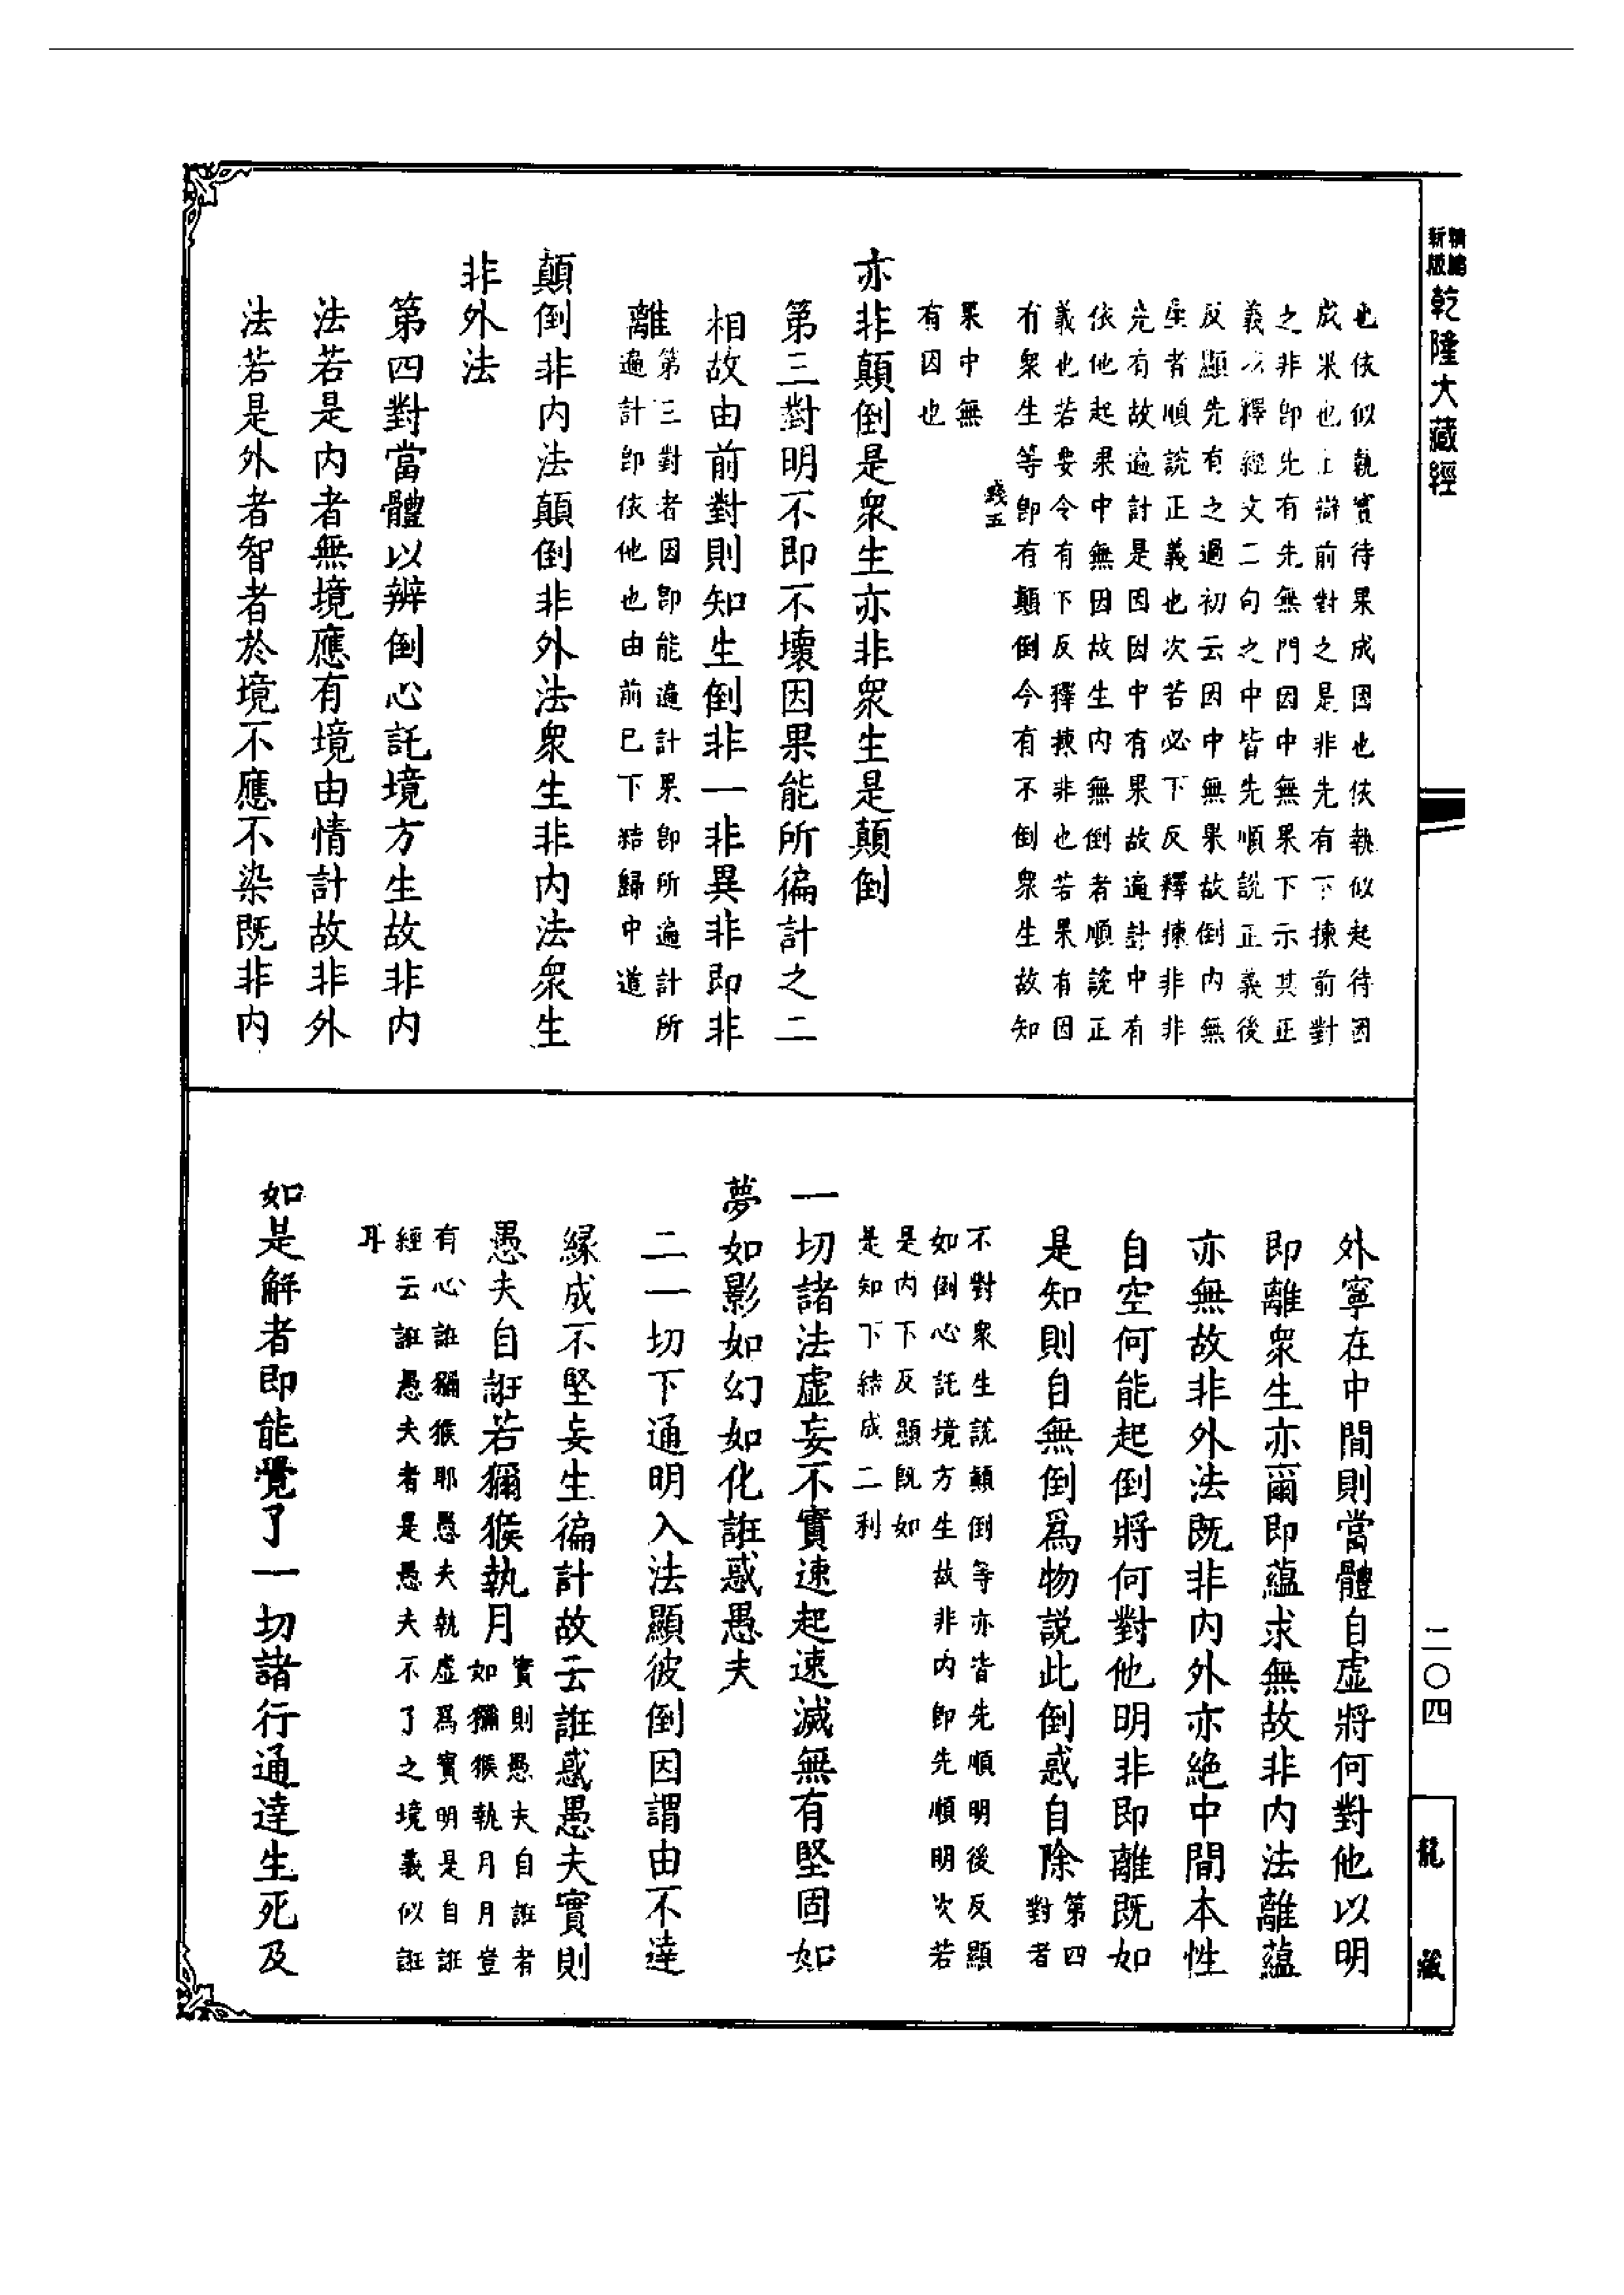 精編
新版
乾隆大藏經
也依似執實待果成因也依執似起待因
成果也上辯前對之是非先有下揀前對
之非即先有先無門因中無果下示其正
義以釋經文二句之中皆先順說正義後
反顯先有之過初云因中無果故倒內無
生者順說正義也次若必下反釋揀非非
先有故遍計是因因中有果故遍計中有
依他起果中無因故生內無倒者順說正
義也若要令有下反釋揀非也若果有因
有衆生等即有顛倒今有不倒衆生故知
果中無
有因也
亦非顛倒是衆生亦非衆生是顛倒
第三對明不即不壞因果能所徧計之二
相故由前對則知生倒非一非異非即非
離第三對者因即能遍計果即所遍計所
遍計即依他也由前已下結歸中道
顛倒非內法顛倒非外法衆生非內法衆生
非外法
第四對當體以辨倒心託境方生故非內
法若是內者無境應有境由情計故非外
法若是外者智者於境不應不染既非內
外寧在中間則當體自虛將何對他以明
即離衆生亦爾即蘊求無故非內法離蘊
亦無故非外法既非內外亦絕中間本性
自空何能起倒將何對他明非即離既如
是知則自無倒爲物說此倒惑自除第四
對者
不對衆生說顛倒等亦皆先順明後反顯
如倒心託境方生故非內即先順明次若
是內下反顯既如
是知下結成二利
一切諸法虛妄不實速起速滅無有堅固如
夢如影如幻如化誑惑愚夫
二一切下通明入法顯彼倒因謂由不達
緣成不堅妄生徧計故云誑惑愚夫實則
愚夫自誑若獼猴執月實則愚夫自誑者
如獼猴執月月豈
有心誑獼猴耶愚夫執虛爲實明是自誑
經云誑愚夫者是愚夫不了之境義似誑
耳
如是解者即能覺了一切諸行通達生死及
二〇四
龍藏